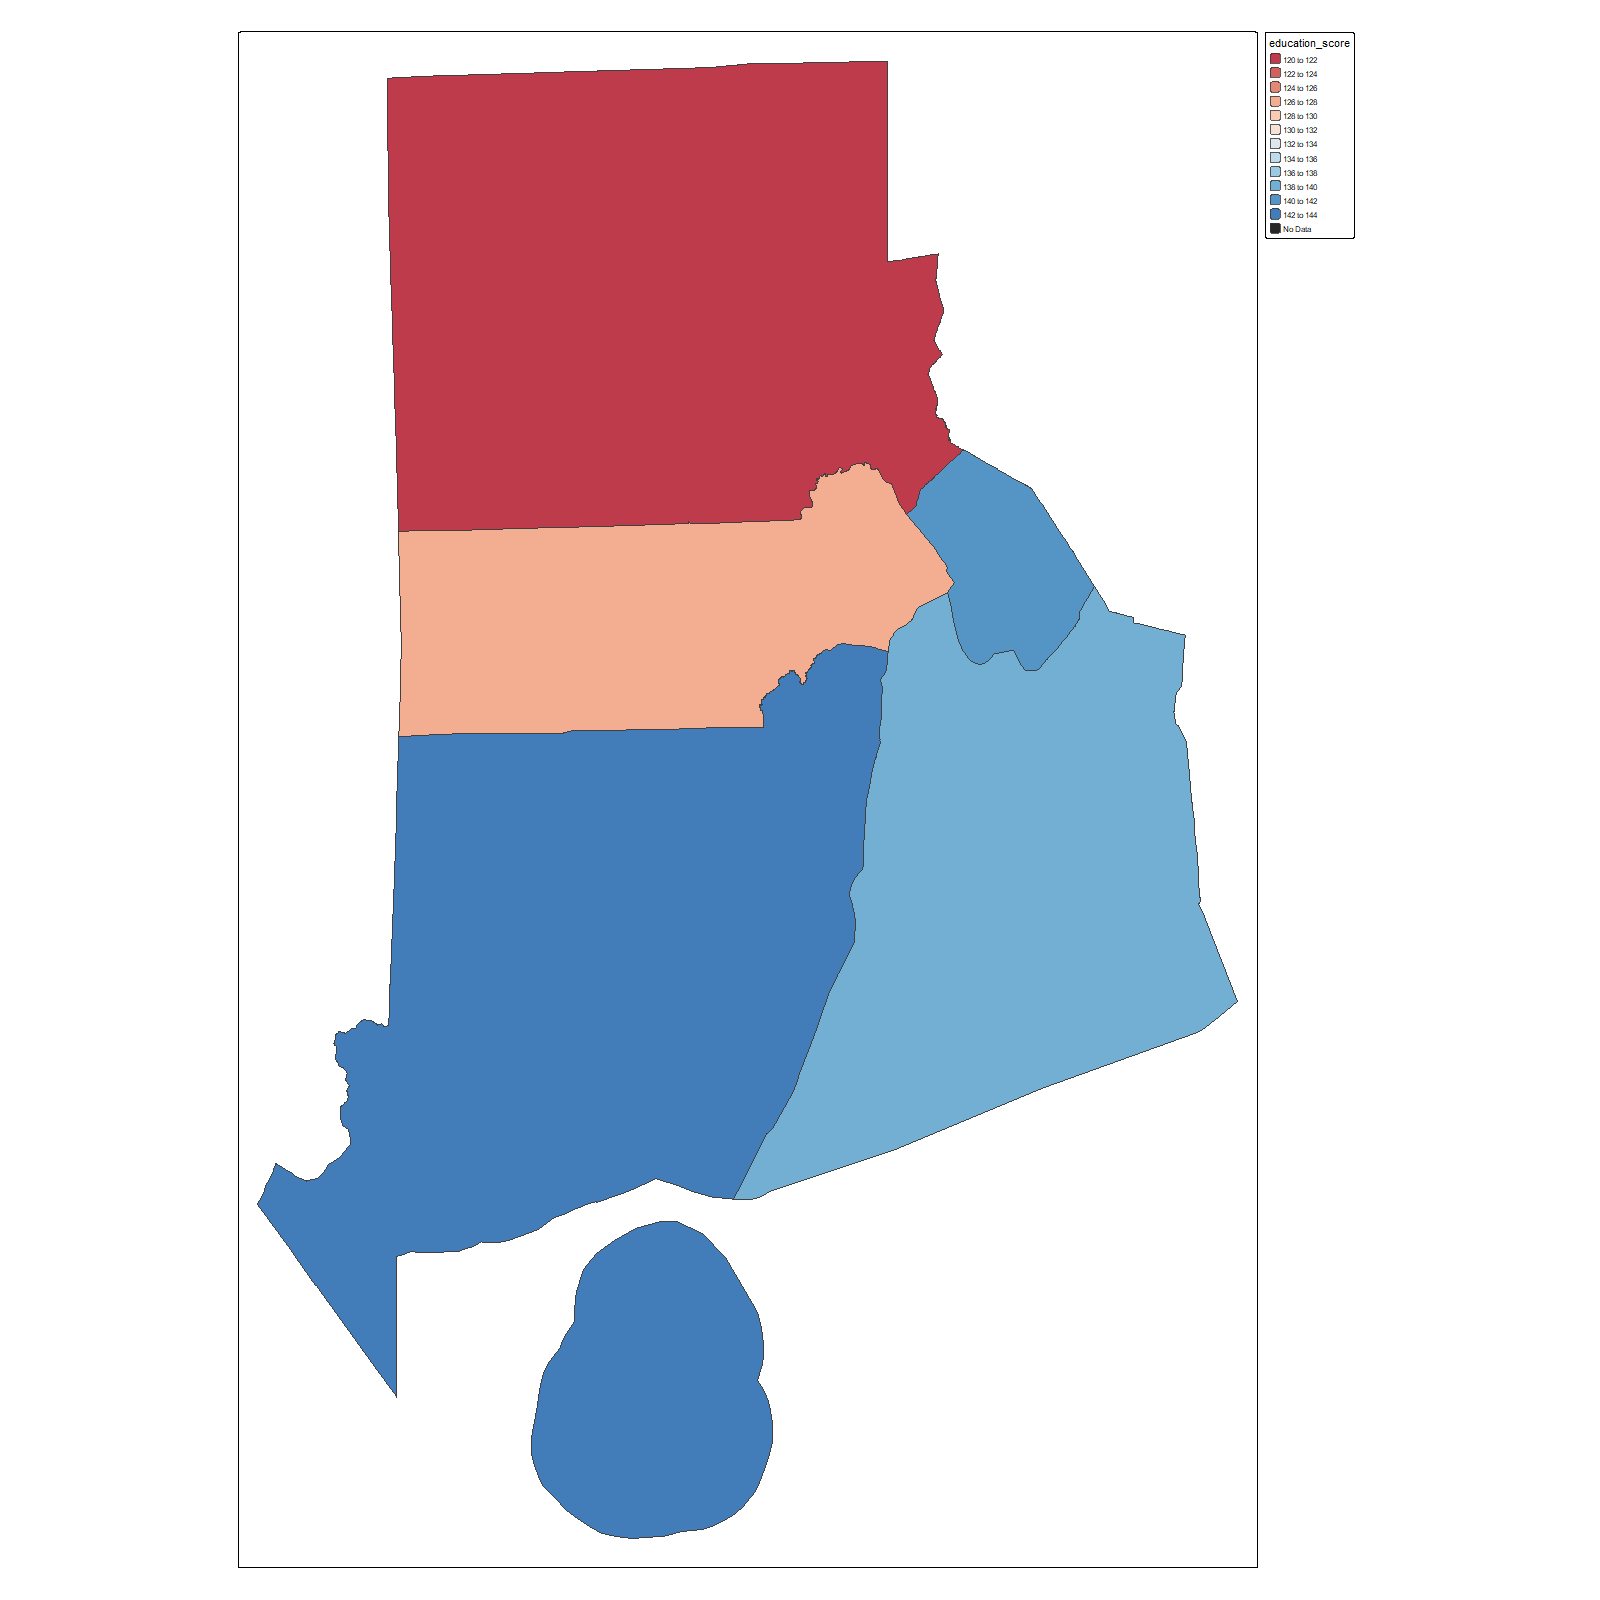 education_score
120 to 122
122 to 124
124 to 126
126 to 128
128 to 130
130 to 132
132 to 134
134 to 136
136 to 138
138 to 140
140 to 142
142 to 144
No Data